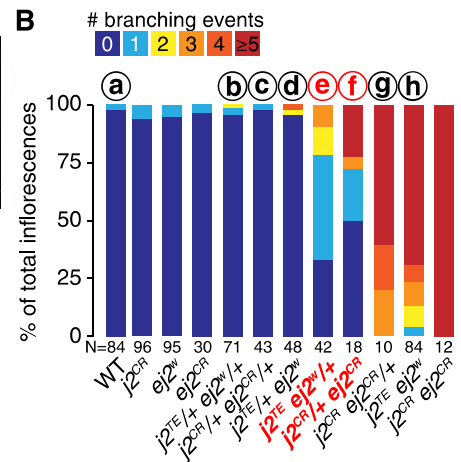 B
# branching events
0 1 2 3 4 ≥5
a b c d e f g h
% of total inflorescences
100
75
50
25
0
N=84 96 95 30 71 43 48 42 18 10 84 12
WT
j2CR
ej2w
ej2CR
j2TE/+ ej2w/+
j2CR/+ ej2CR/+
j2TE/+ ej2w
j2TE ej2w/+
j2CR/+ ej2CR
j2CR ej2CR/+
j2TE ej2w
j2CR ej2CR